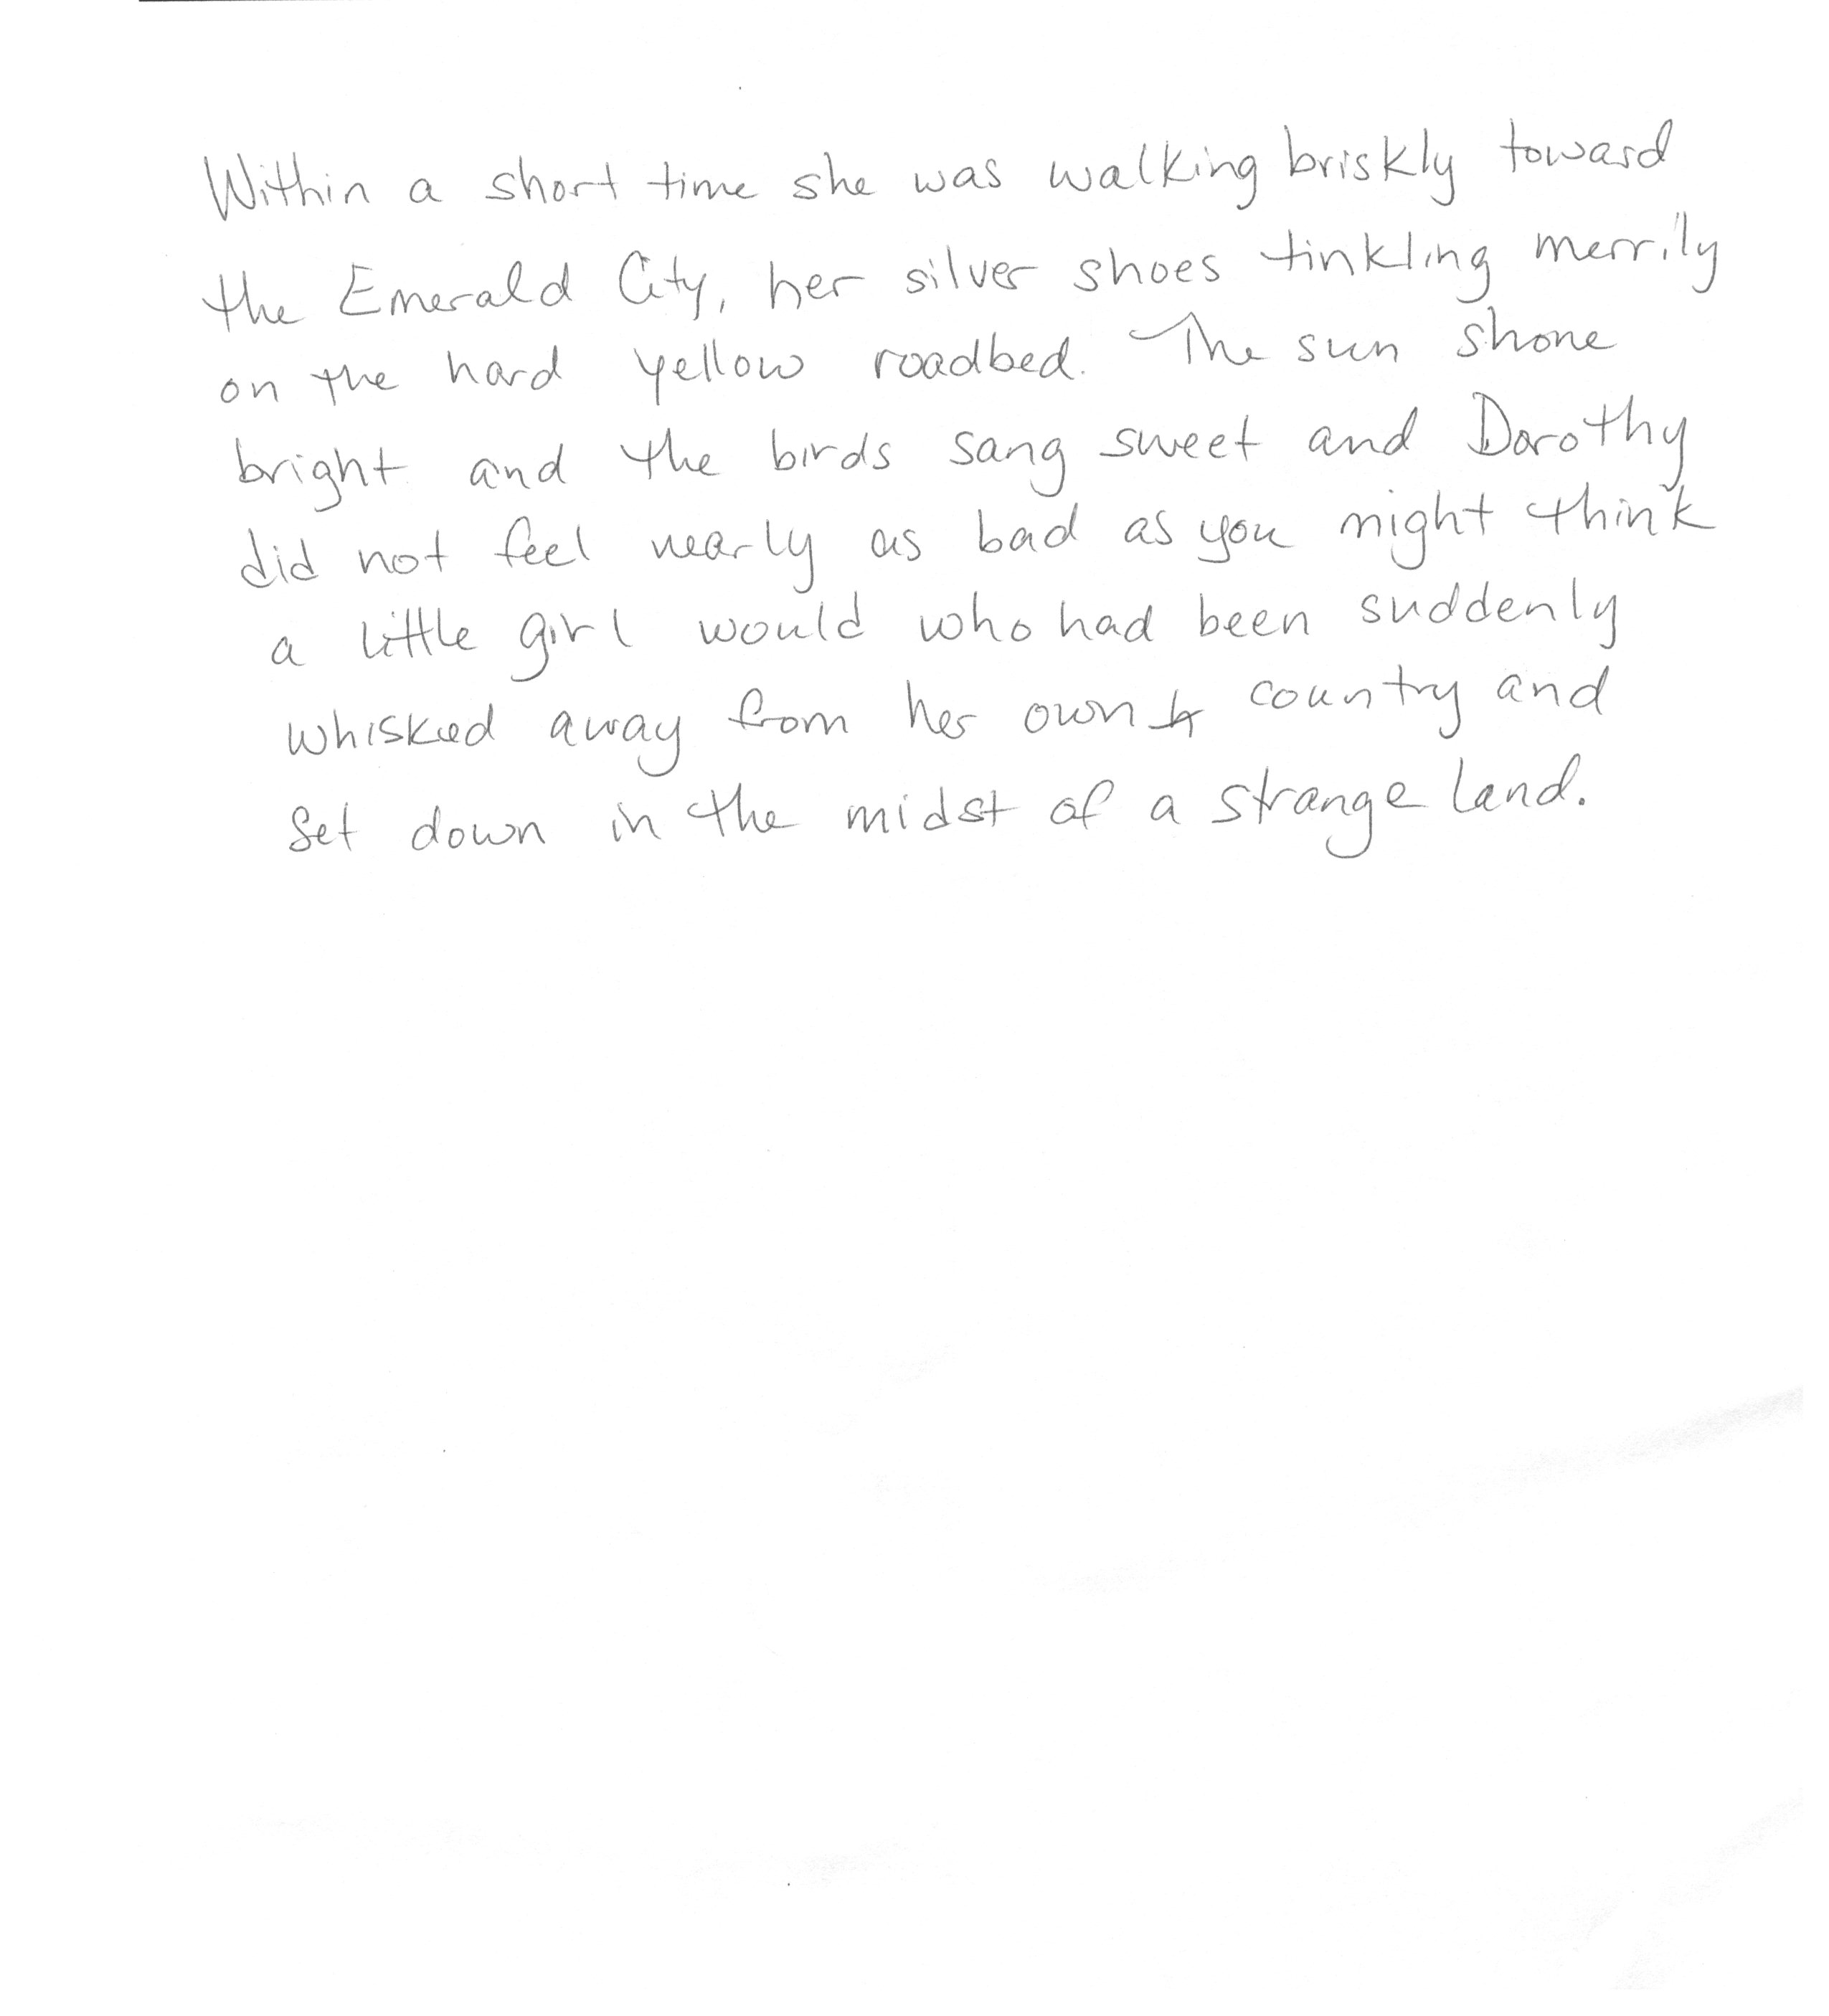 Within a short time she was walking briskly toward
the Emerald City, her silver shoes tinkling merrily
on the hard yellow roadbed. The sun shone
bright and the birds sang sweet and Dorothy
did not feel nearly as bad as you might think
a little girl would who had been suddenly
whisked away from her own country and
set down in the midst of a strange land.